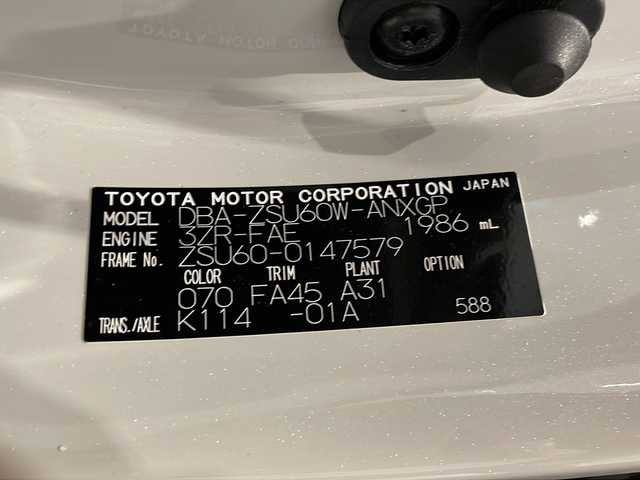 TOYOTA MOTOR CORPORATION JAPAN
MODEL DBA-ZSU60W-ANXGP
ENGINE 3ZR-FAE 1986 mL
FRAME No. ZSU60-0147579
COLOR TRIM PLANT OPTION
070 FA45 A31
TRANS./AXLE K114 -01A 588